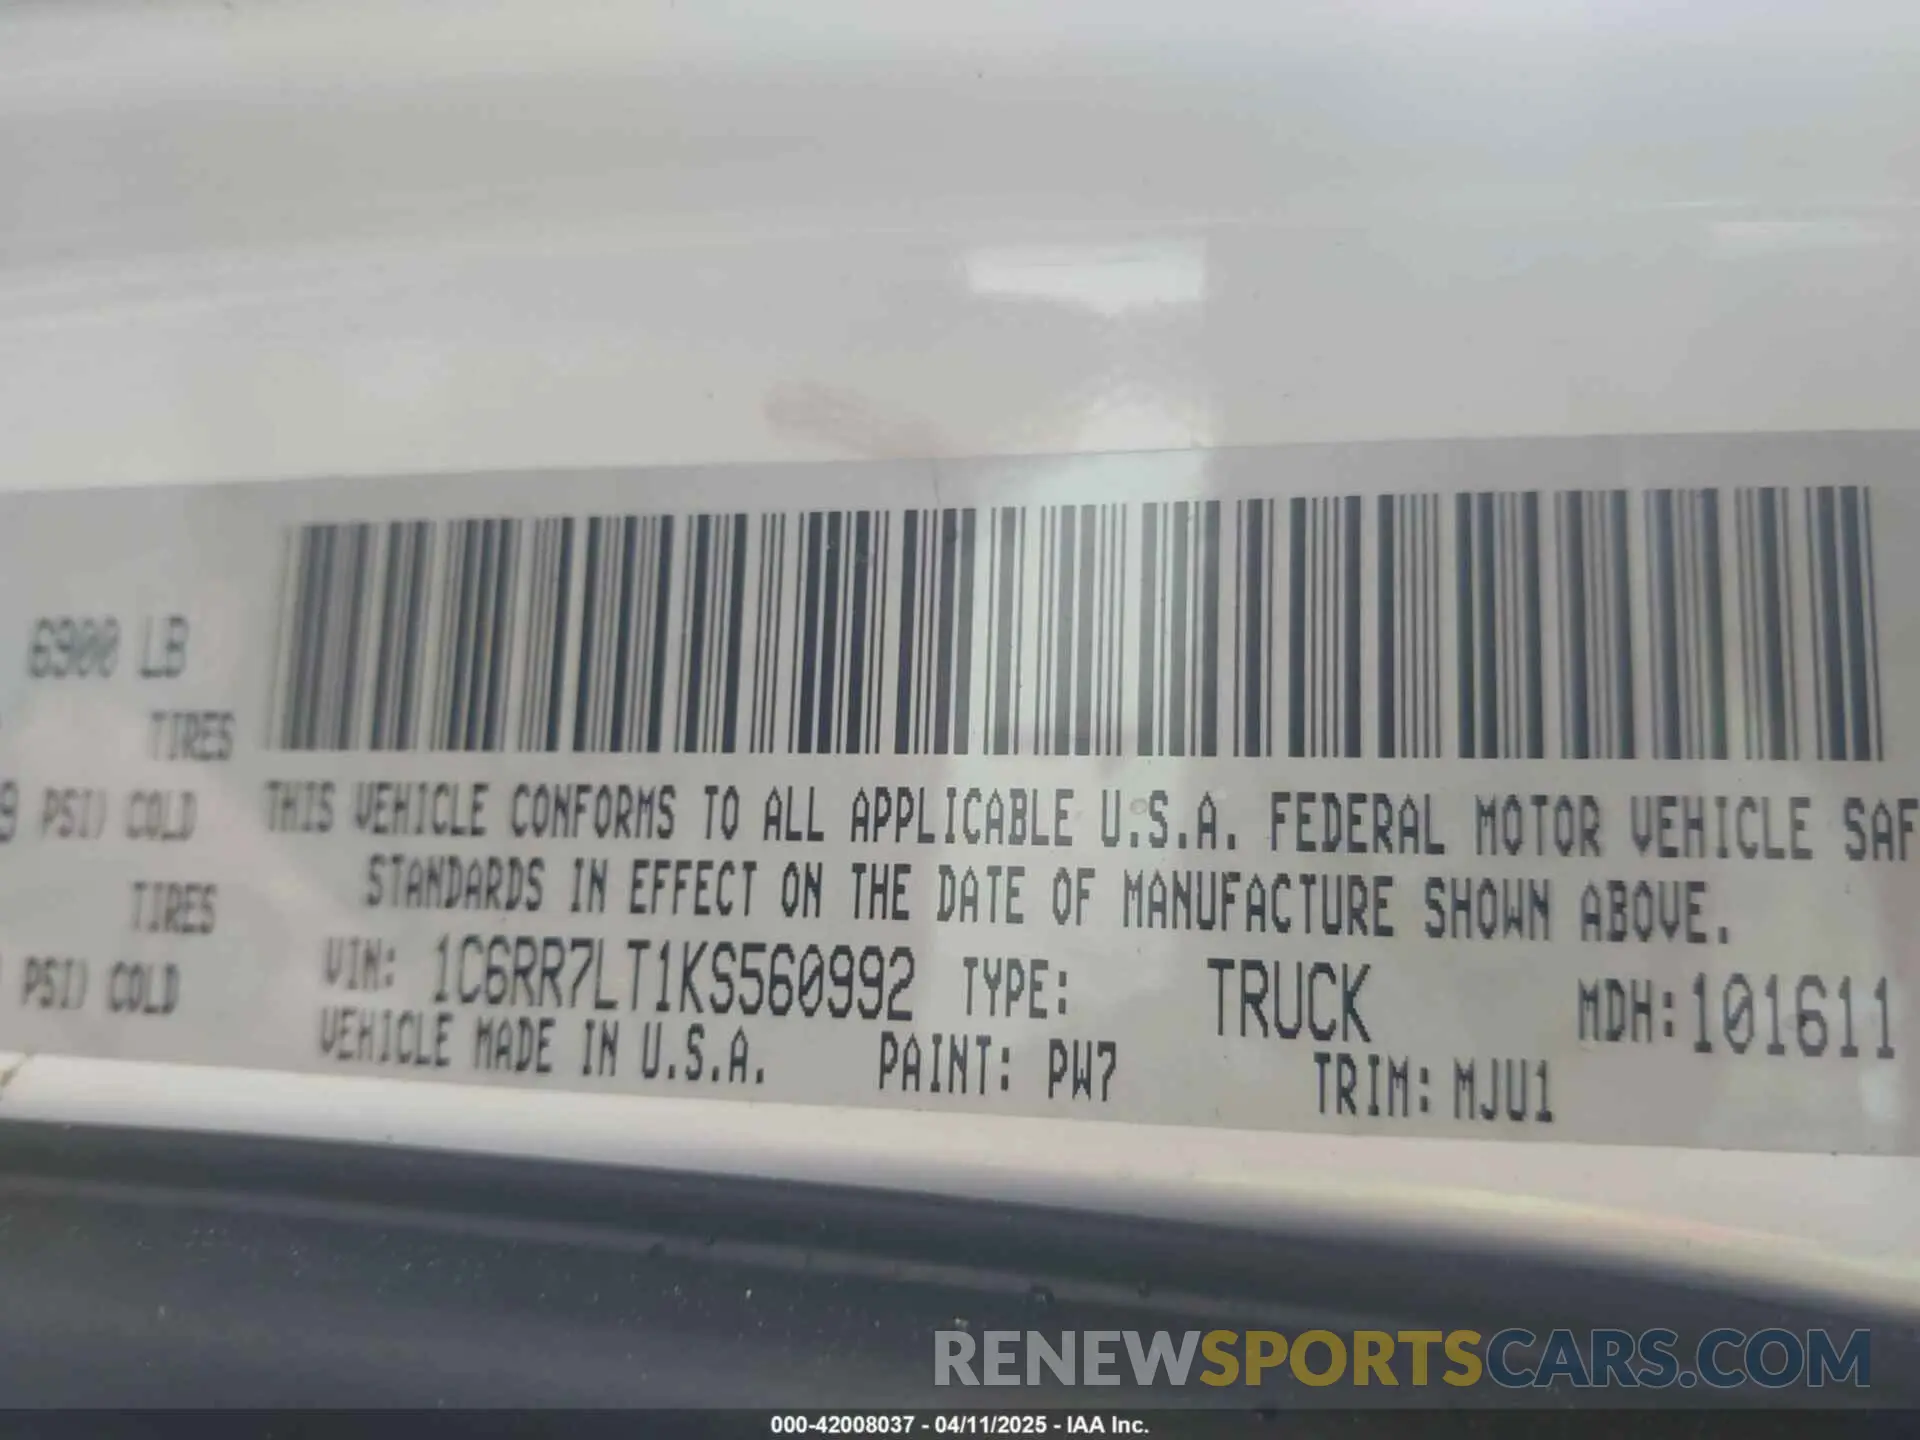 6900 LB
TIRES
9 PSI) COLD
TIRES
PSI) COLD
THIS VEHICLE CONFORMS TO ALL APPLICABLE U.S.A. FEDERAL MOTOR VEHICLE SAF
STANDARDS IN EFFECT ON THE DATE OF MANUFACTURE SHOWN ABOVE.
VIN: 1C6RR7LT1KS560992 TYPE: TRUCK MDH:101611
VEHICLE MADE IN U.S.A. PAINT: PW7 TRIM: MJU1
RENEWSPORTSCARS.COM
000-42008037 - 04/11/2025 - IAA Inc.